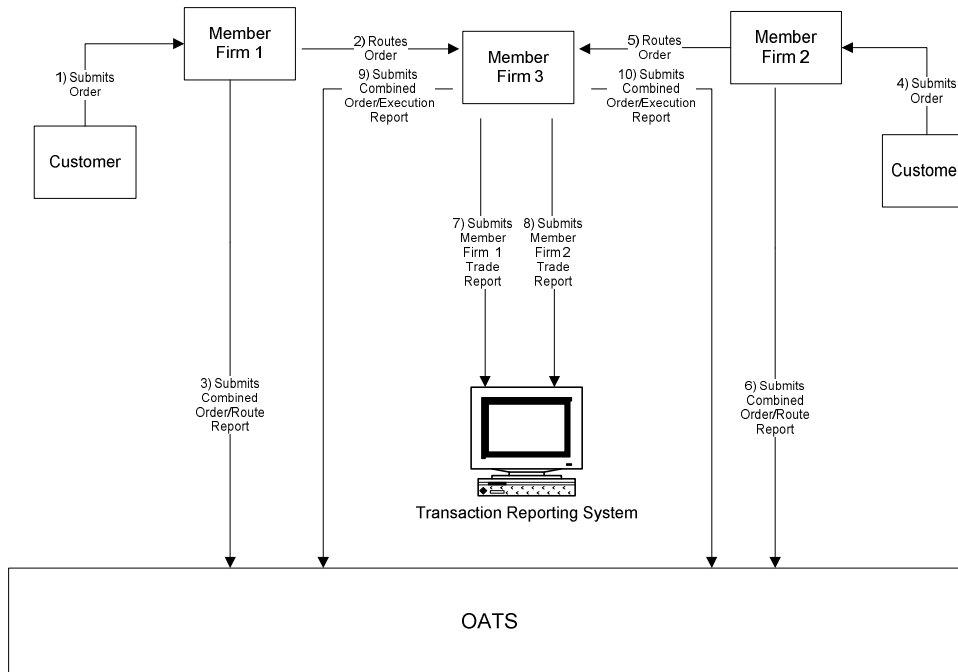 Member
Firm 1
2) Routes
Order
Member
Firm 3
5) Routes
Order
Member
Firm 2
1) Submits
Order
9) Submits
Combined
Order/Execution
Report
10) Submits
Combined
Order/Execution
Report
4) Submits
Order
Customer
Custome
7) Submits
Member
Firm 1
Trade
Report
8) Submits
Member
Firm 2
Trade
Report
3) Submits
Combined
Order/Route
Report
6) Submits
Combined
Order/Route
Report
Transaction Reporting System
OATS